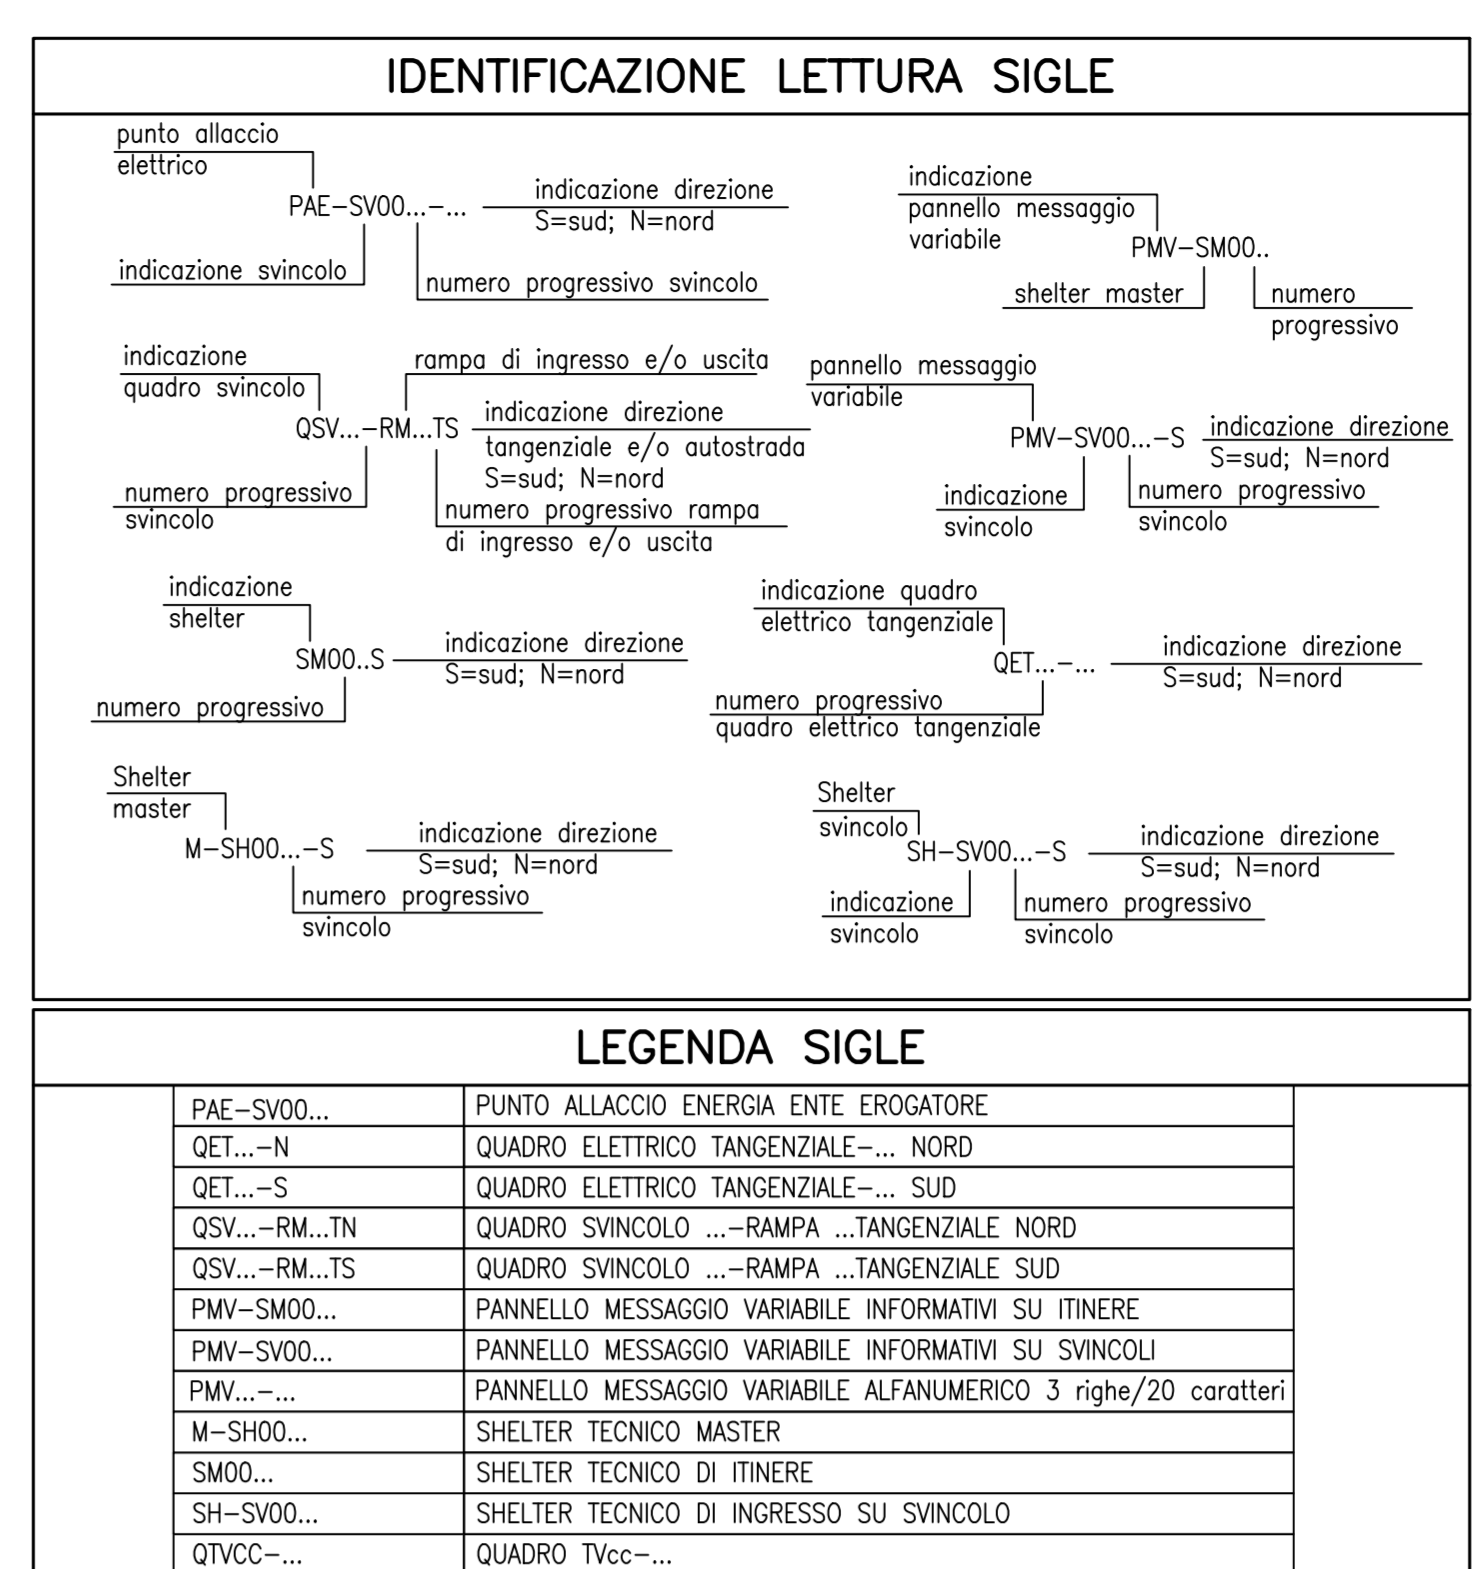 IDENTIFICAZIONE LETTURA SIGLE
punto allaccio
elettrico
PAE-SV00...-...
indicazione direzione
S=sud; N=nord
indicazione svincolo
numero progressivo svincolo
indicazione
pannello messaggio
variabile
PMV-SM00..
shelter master
numero
progressivo
indicazione
quadro svincolo
rampa di ingresso e/o uscita
QSV...-RM...TS
indicazione direzione
tangenziale e/o autostrada
S=sud; N=nord
numero progressivo
svincolo
numero progressivo rampa
di ingresso e/o uscita
pannello messaggio
variabile
PMV-SV00...-S
indicazione direzione
S=sud; N=nord
indicazione
svincolo
numero progressivo
svincolo
indicazione
shelter
SM00..S
indicazione direzione
S=sud; N=nord
numero progressivo
indicazione quadro
elettrico tangenziale
QET...-...
indicazione direzione
S=sud; N=nord
numero progressivo
quadro elettrico tangenziale
Shelter
master
M-SH00...-S
indicazione direzione
S=sud; N=nord
numero progressivo
svincolo
Shelter
svincolo
SH-SV00...-S
indicazione direzione
S=sud; N=nord
indicazione
svincolo
numero progressivo
svincolo
LEGENDA SIGLE
PAE-SV00... PUNTO ALLACCIO ENERGIA ENTE EROGATORE
QET...-N QUADRO ELETTRICO TANGENZIALE-... NORD
QET...-S QUADRO ELETTRICO TANGENZIALE-... SUD
QSV...-RM...TN QUADRO SVINCOLO ...-RAMPA ...TANGENZIALE NORD
QSV...-RM...TS QUADRO SVINCOLO ...-RAMPA ...TANGENZIALE SUD
PMV-SM00... PANNELLO MESSAGGIO VARIABILE INFORMATIVI SU ITINERE
PMV-SV00... PANNELLO MESSAGGIO VARIABILE INFORMATIVI SU SVINCOLI
PMV...-... PANNELLO MESSAGGIO VARIABILE ALFANUMERICO 3 righe/20 caratteri
M-SH00... SHELTER TECNICO MASTER
SM00... SHELTER TECNICO DI ITINERE
SH-SV00... SHELTER TECNICO DI INGRESSO SU SVINCOLO
QTVCC-... QUADRO TVcc-...